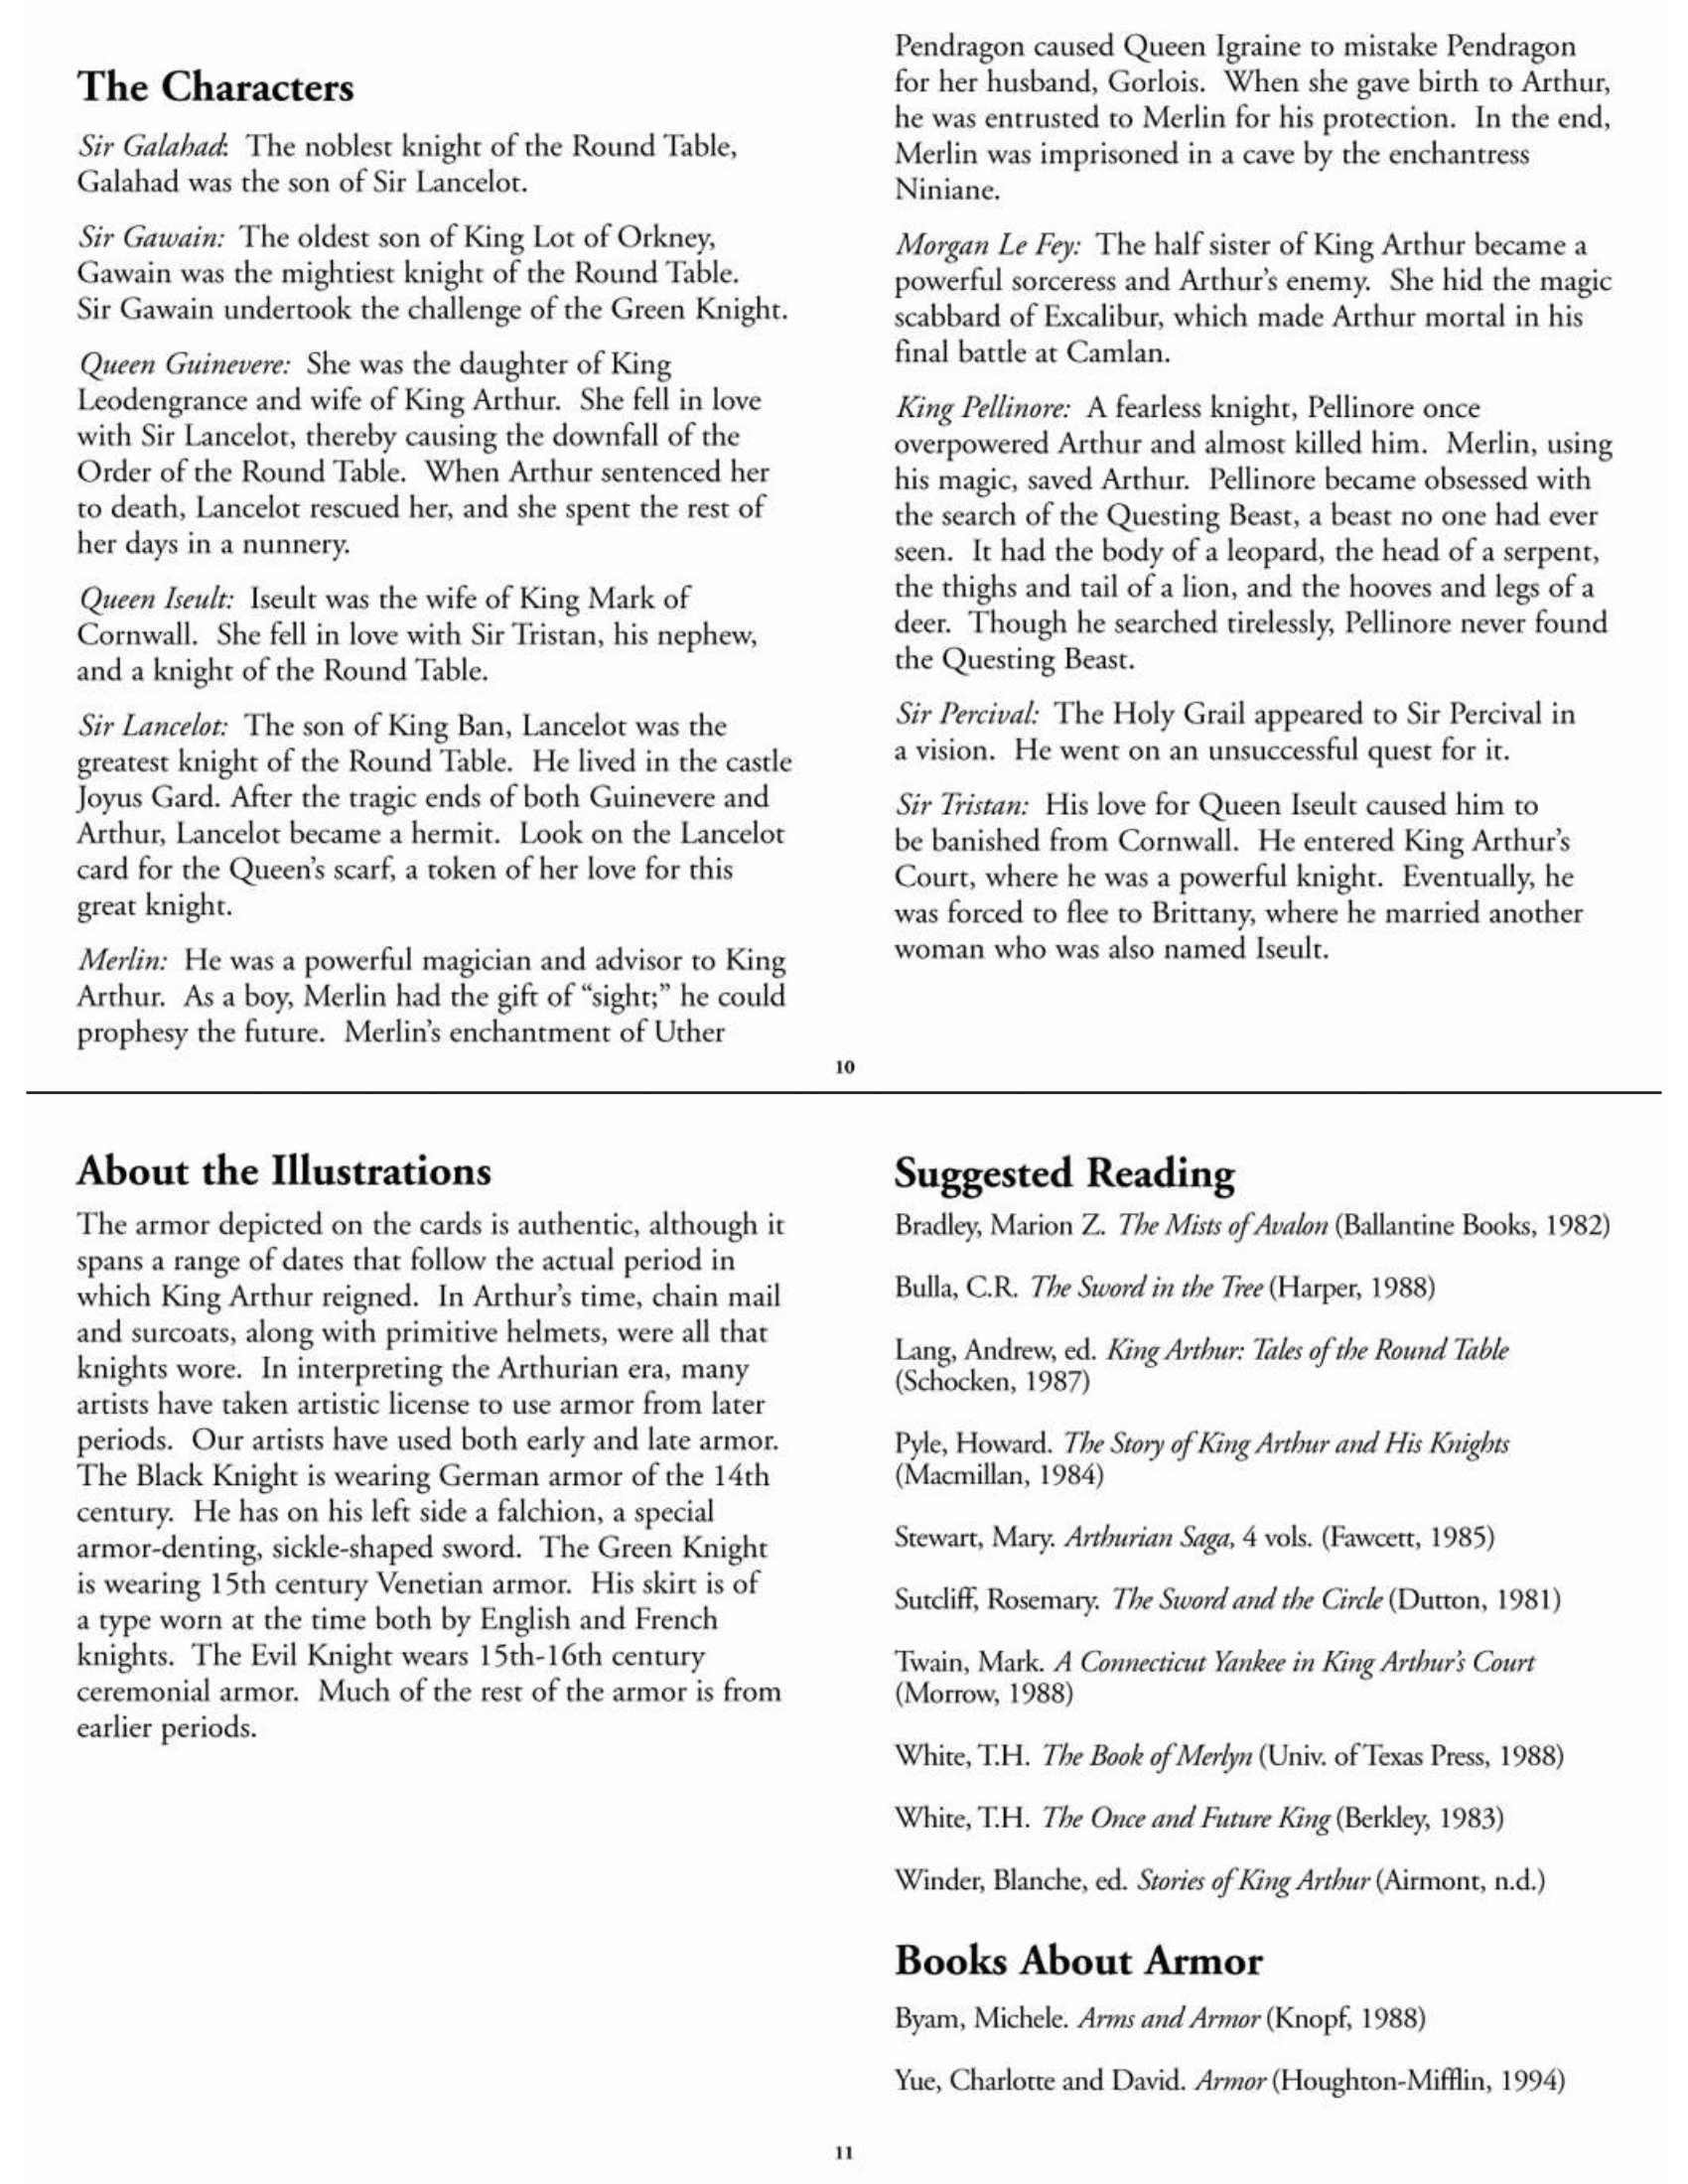 The Characters
Sir Galahad: The noblest knight of the Round Table,
Galahad was the son of Sir Lancelot.
Sir Gawain: The oldest son of King Lot of Orkney,
Gawain was the mightiest knight of the Round Table.
Sir Gawain undertook the challenge of the Green Knight.
Queen Guinevere: She was the daughter of King
Leodengrance and wife of King Arthur. She fell in love
with Sir Lancelot, thereby causing the downfall of the
Order of the Round Table. When Arthur sentenced her
to death, Lancelot rescued her, and she spent the rest of
her days in a nunnery.
Queen Iseult: Iseult was the wife of King Mark of
Cornwall. She fell in love with Sir Tristan, his nephew,
and a knight of the Round Table.
Sir Lancelot: The son of King Ban, Lancelot was the
greatest knight of the Round Table. He lived in the castle
Joyus Gard. After the tragic ends of both Guinevere and
Arthur, Lancelot became a hermit. Look on the Lancelot
card for the Queen's scarf, a token of her love for this
great knight.
Merlin: He was a powerful magician and advisor to King
Arthur. As a boy, Merlin had the gift of “sight;” he could
prophesy the future. Merlin's enchantment of Uther
Pendragon caused Queen Igraine to mistake Pendragon
for her husband, Gorlois. When she gave birth to Arthur,
he was entrusted to Merlin for his protection. In the end,
Merlin was imprisoned in a cave by the enchantress
Niniane.
Morgan Le Fey: The half sister of King Arthur became a
powerful sorceress and Arthur's enemy. She hid the magic
scabbard of Excalibur, which made Arthur mortal in his
final battle at Camlan.
King Pellinore: A fearless knight, Pellinore once
overpowered Arthur and almost killed him. Merlin, using
his magic, saved Arthur. Pellinore became obsessed with
the search of the Questing Beast, a beast no one had ever
seen. It had the body of a leopard, the head of a serpent,
the thighs and tail of a lion, and the hooves and legs of a
deer. Though he searched tirelessly, Pellinore never found
the Questing Beast.
Sir Percival: The Holy Grail appeared to Sir Percival in
a vision. He went on an unsuccessful quest for it.
Sir Tristan: His love for Queen Iseult caused him to
be banished from Cornwall. He entered King Arthur's
Court, where he was a powerful knight. Eventually, he
was forced to flee to Brittany, where he married another
woman who was also named Iseult.
10
About the Illustrations
The armor depicted on the cards is authentic, although it
spans a range of dates that follow the actual period in
which King Arthur reigned. In Arthur's time, chain mail
and surcoats, along with primitive helmets, were all that
knights wore. In interpreting the Arthurian era, many
artists have taken artistic license to use armor from later
periods. Our artists have used both early and late armor.
The Black Knight is wearing German armor of the 14th
century. He has on his left side a falchion, a special
armor-denting, sickle-shaped sword. The Green Knight
is wearing 15th century Venetian armor. His skirt is of
a type worn at the time both by English and French
knights. The Evil Knight wears 15th-16th century
ceremonial armor. Much of the rest of the armor is from
earlier periods.
Suggested Reading
Bradley, Marion Z. The Mists of Avalon (Ballantine Books, 1982)
Bulla, C.R. The Sword in the Tree (Harper, 1988)
Lang, Andrew, ed. King Arthur: Tales of the Round Table
(Schocken, 1987)
Pyle, Howard. The Story of King Arthur and His Knights
(Macmillan, 1984)
Stewart, Mary. Arthurian Saga, 4 vols. (Fawcett, 1985)
Sutcliff, Rosemary. The Sword and the Circle (Dutton, 1981)
Twain, Mark. A Connecticut Yankee in King Arthur's Court
(Morrow, 1988)
White, T.H. The Book of Merlyn (Univ. of Texas Press, 1988)
White, T.H. The Once and Future King (Berkley, 1983)
Winder, Blanche, ed. Stories of King Arthur (Airmont, n.d.)
Books About Armor
Byam, Michele. Arms and Armor (Knopf, 1988)
Yue, Charlotte and David. Armor (Houghton-Mifflin, 1994)
11